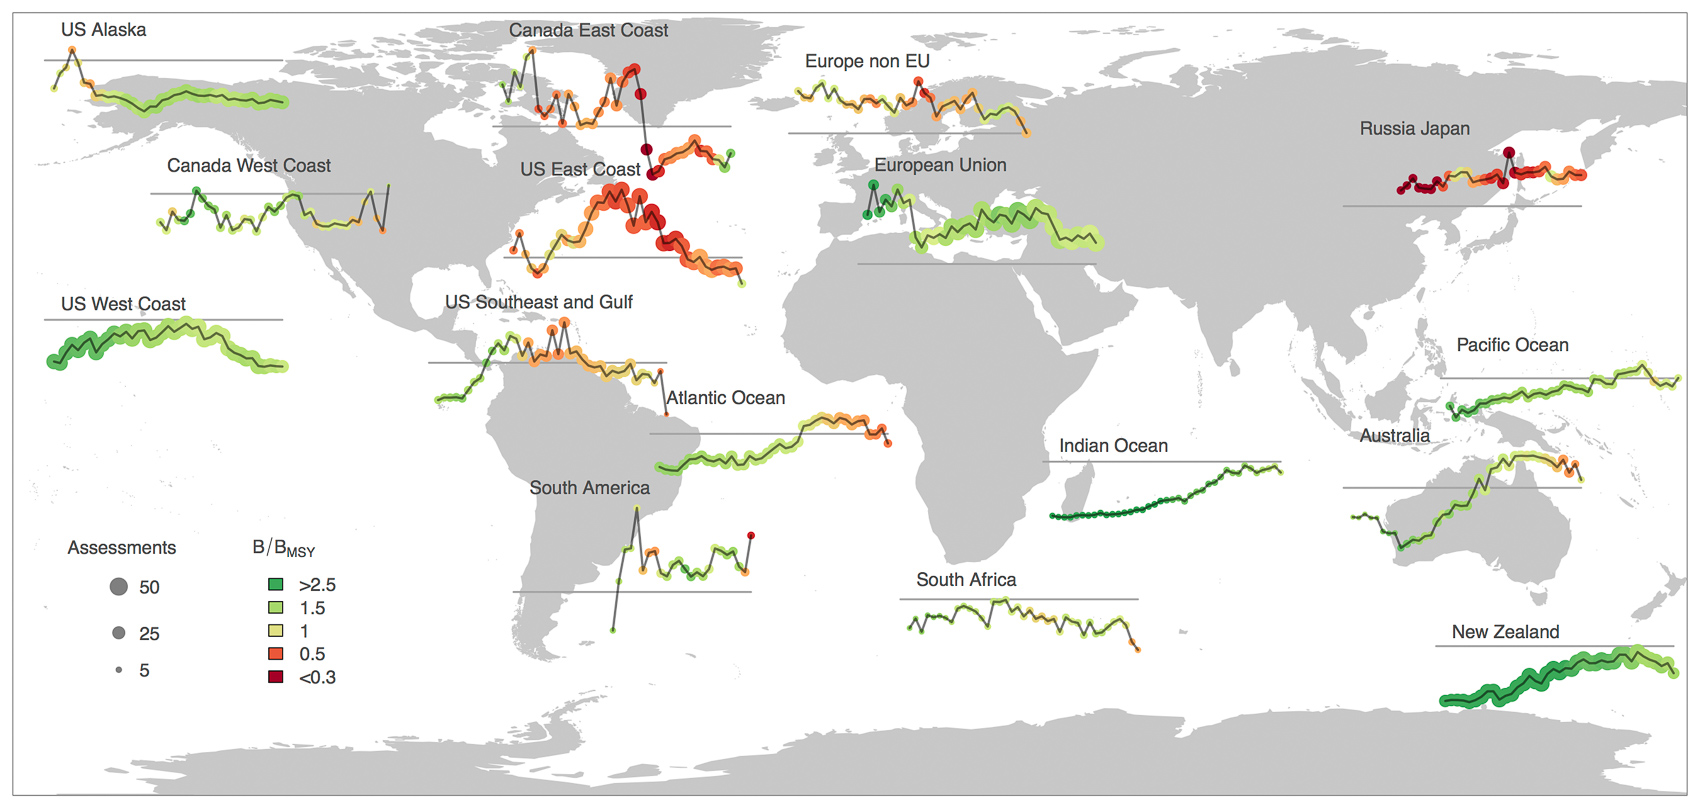 US Alaska
Canada East Coast
Europe non EU
Russia Japan
Canada West Coast
US East Coast
European Union
US West Coast
US Southeast and Gulf
Pacific Ocean
Atlantic Ocean
Indian Ocean
Australia
South America
South Africa
New Zealand
Assessments
50
25
5
B/BMSY
>2.5
1.5
1
0.5
<0.3